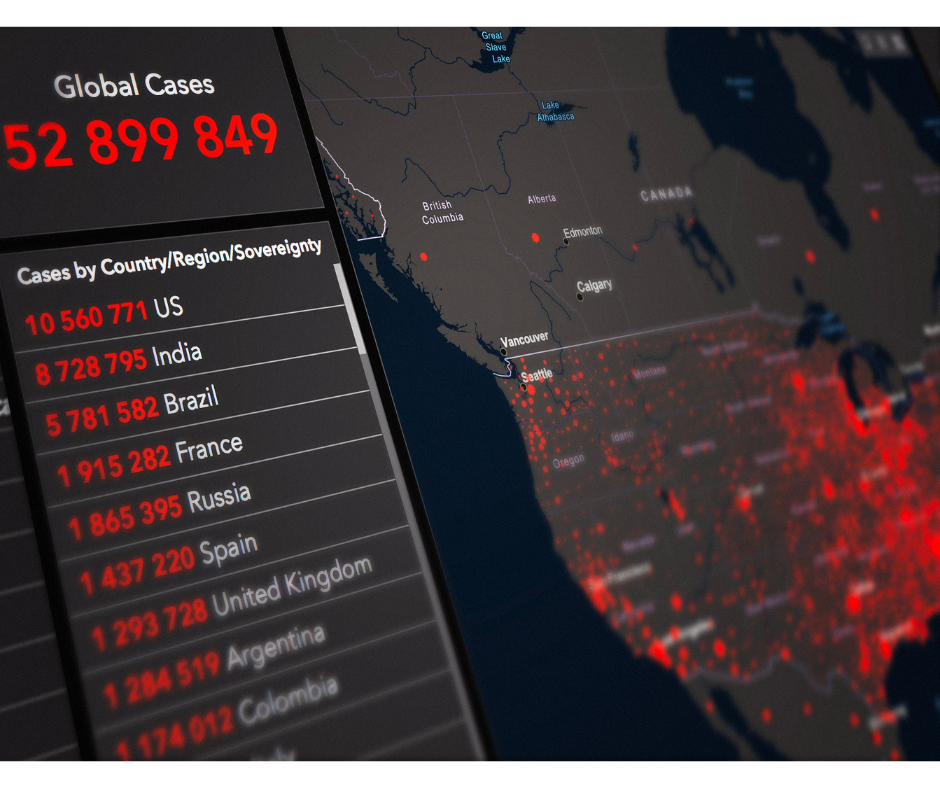 Global Cases
52 899 849
Cases by Country/Region/Sovereignty
10 560 771 US
8 728 795 India
5 781 582 Brazil
1 915 282 France
1 865 395 Russia
1 437 220 Spain
1 293 728 United Kingdom
1 284 519 Argentina
1 174 012 Colombia
Italy
Great
Slave
Lake
Lake
Athabasca
CANADA
British
Columbia
Alberta
Edmonton
Calgary
Vancouver
Seattle
Montana
Idaho
Oregon